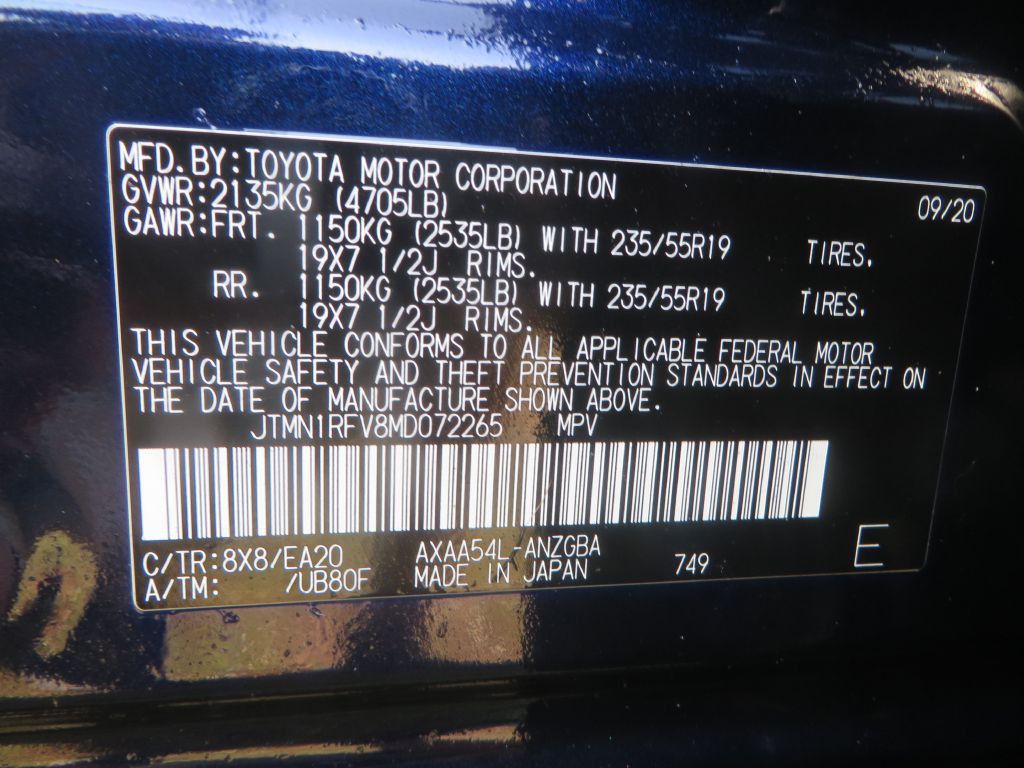 MFD. BY: TOYOTA MOTOR CORPORATION 09/20
GVWR: 2135KG (4705LB)
GAWR: FRT. 1150KG (2535LB) WITH 235/55R19 TIRES.
19X7 1/2J RIMS.
RR. 1150KG (2535LB) WITH 235/55R19 TIRES.
19X7 1/2J RIMS.
THIS VEHICLE CONFORMS TO ALL APPLICABLE FEDERAL MOTOR
VEHICLE SAFETY AND THEFT PREVENTION STANDARDS IN EFFECT ON
THE DATE OF MANUFACTURE SHOWN ABOVE.
JTMN1RFV8MD072265 MPV
C/TR: 8X8/EA20 AXAA54L-ANZGBA
A/TM: /UB80F MADE IN JAPAN 749 E